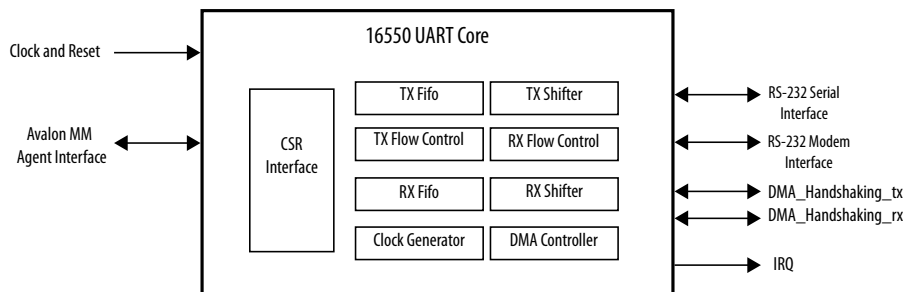 16550 UART Core
Clock and Reset
Avalon MM
Agent Interface
CSR
Interface
TX Fifo
TX Shifter
TX Flow Control
RX Flow Control
RX Fifo
RX Shifter
Clock Generator
DMA Controller
RS-232 Serial
Interface
RS-232 Modem
Interface
DMA_Handshaking_tx
DMA_Handshaking_rx
IRQ